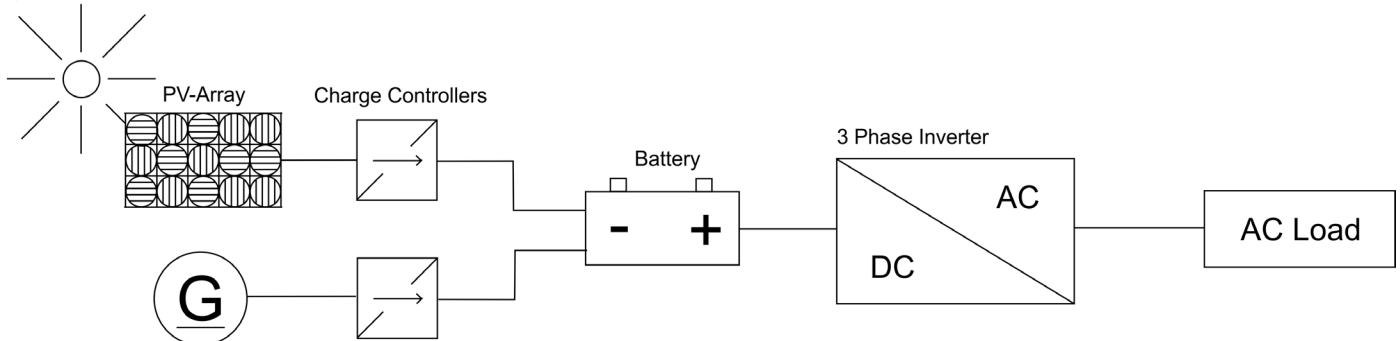 PV-Array
Charge Controllers
3 Phase Inverter
Battery
AC
- +
AC Load
DC
G